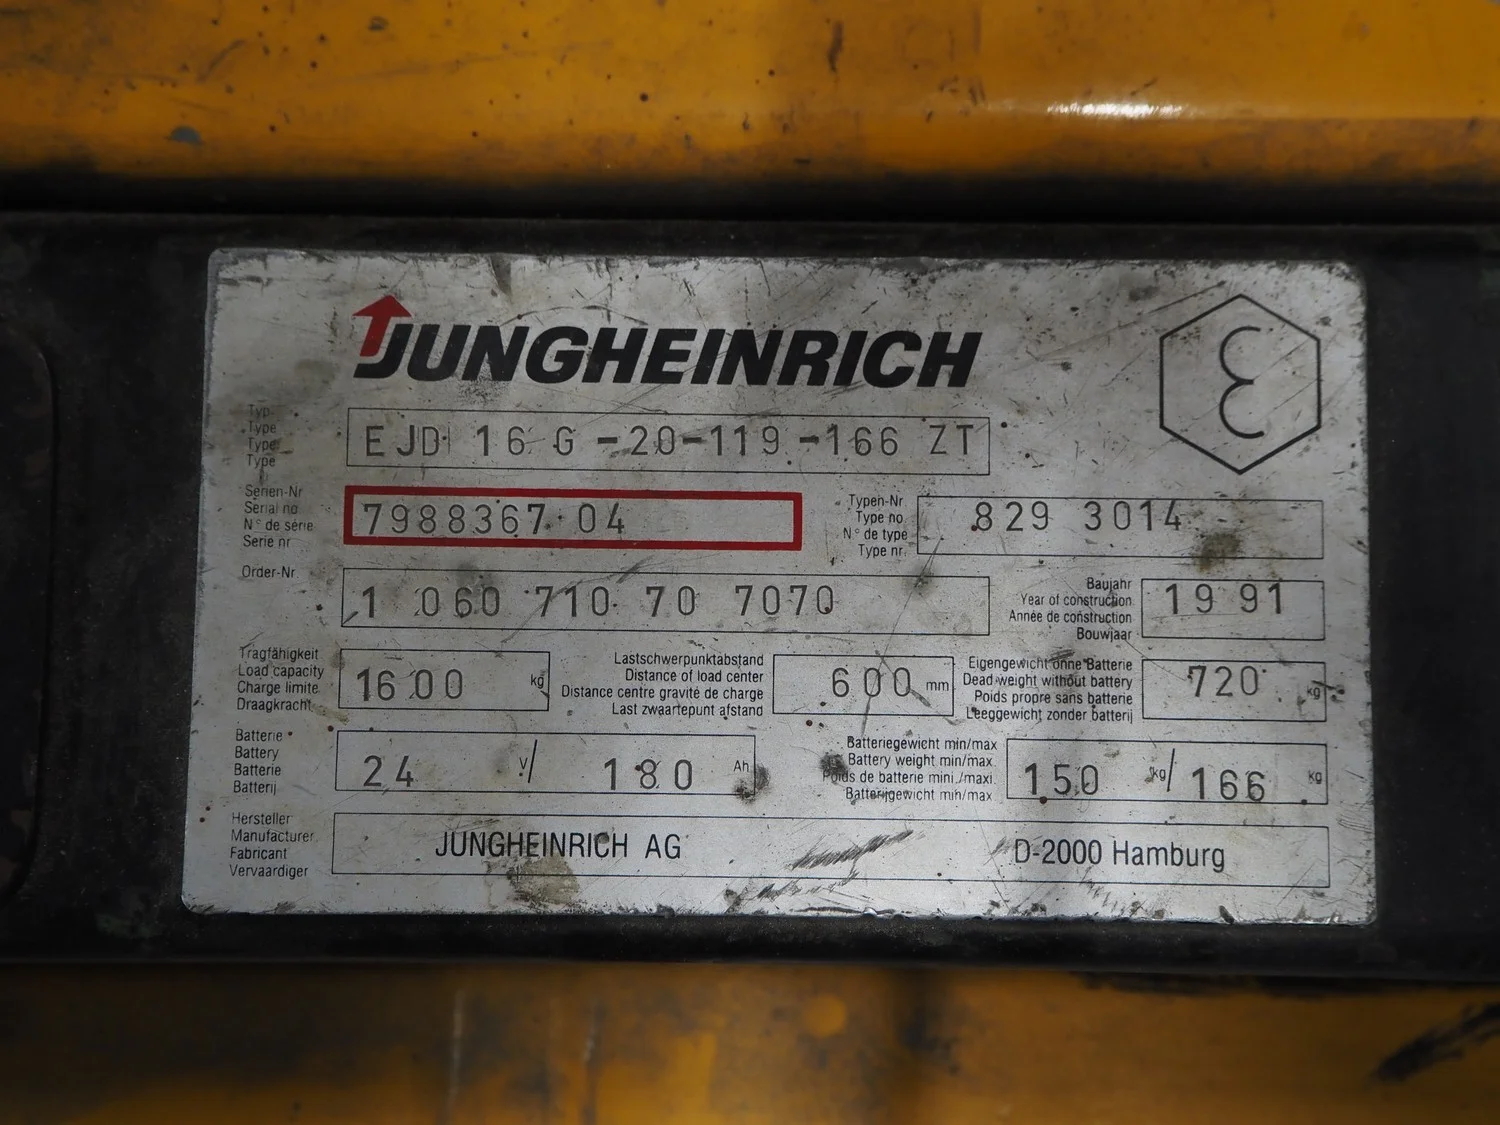 JUNGHEINRICH
Ɛ
Typ
Type
Type
Type
EJD 16 G -20-119-166 ZT
Serien-Nr
Serial no
N° de série
Serie nr
7988367 04
Typen-Nr
Type no
N° de type
Type nr.
829 3014
Order-Nr
1 060 710 70 7070
Baujahr
Year of construction
Année de construction
Bouwjaar
1991
Tragfähigkeit
Load capacity
Charge limite
Draagkracht
1600 kg
Lastschwerpunktabstand
Distance of load center
Distance centre gravité de charge
Last zwaartepunt afstand
600 mm
Eigengewicht ohne Batterie
Dead weight without battery
Poids propre sans batterie
Leeggewicht zonder batterij
720 kg
Batterie
Battery
Batterie
Batterij
24 V/ 180 Ah
Batteriegewicht min/max
Battery weight min/max.
Poids de batterie mini./maxi.
Batterijgewicht min/max
150 kg/ 166 kg
Hersteller
Manufacturer
Fabricant
Vervaardiger
JUNGHEINRICH AG D-2000 Hamburg